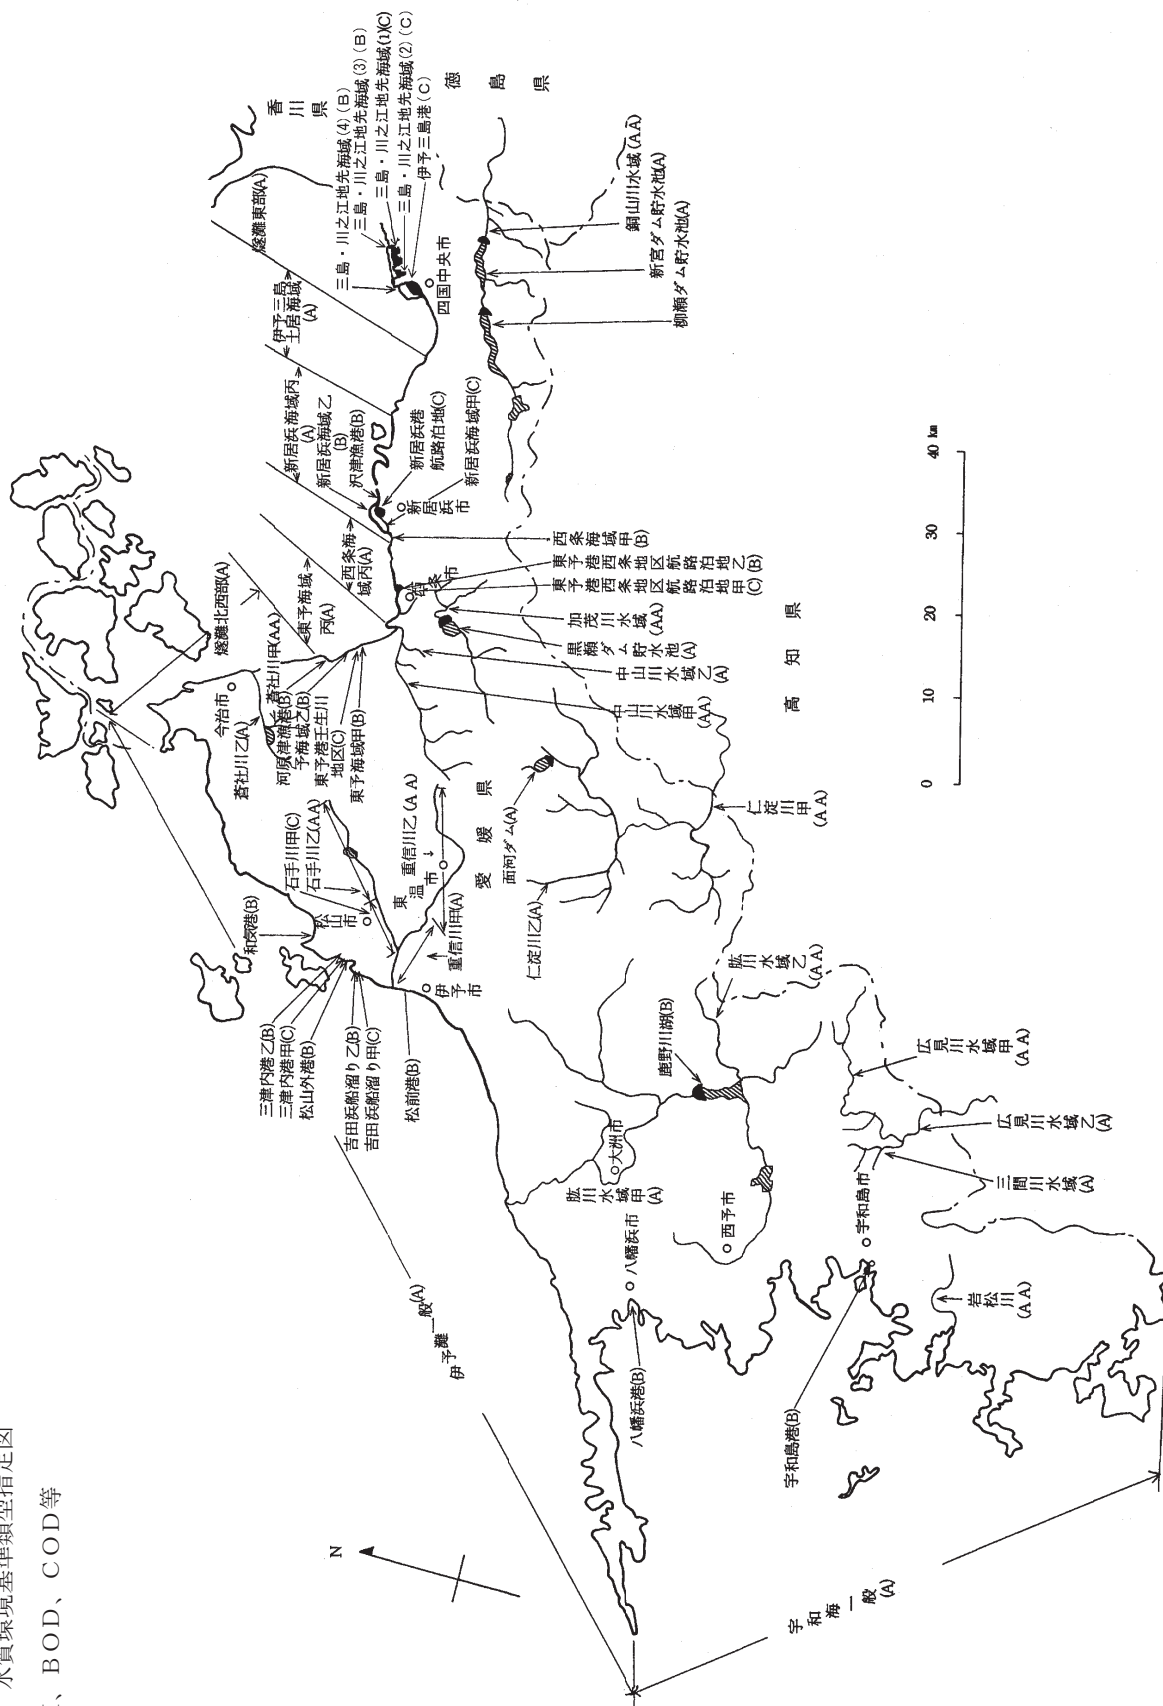 水質環境基準類型指定図
、BOD、COD等
N
香川県
徳島県
高知県
愛媛県
三島・川之江地先海域(4)(B)
三島・川之江地先海域(3)(B)
三島・川之江地先海域(1)(C)
三島・川之江地先海域(2)(C)
伊予三島港(C)
四国中央市
燧灘東部(A)
伊予三島
土居海域
(A)
新居浜海域丙
(A)
新居浜海域乙
(B)
沢津漁港(B)
新居浜港
航路泊地(C)
新居浜海域甲(C)
新居浜市
西条海
域丙(A)
西条海域甲(B)
東予港西条地区航路泊地乙(B)
東予港西条地区航路泊地甲(C)
西条市
加茂川水域
(AA)
黒瀬ダム貯水池(A)
中山川水域乙(A)
中山川水域甲
(AA)
銅山川水域(AA)
新宮ダム貯水池(A)
柳瀬ダム貯水池(A)
燧灘北西部(A)
東予海域
丙(A)
蒼社川甲(AA)
今治市
蒼社川乙(A)
河原津漁港(B)
予海域乙(B)
東予港壬生川
地区(C)
東予海域甲(B)
石手川甲(C)
石手川乙(AA)
重信川乙(AA)
東温市
松山市
和気港(B)
重信川甲(A)
伊予市
面河ダム(A)
仁淀川乙(A)
仁淀川甲
(AA)
三津内港乙(B)
三津内港甲(C)
松山外港(B)
吉田浜船溜り乙(B)
吉田浜船溜り甲(C)
松前港(B)
肱川水域乙
(AA)
鹿野川湖(B)
大洲市
肱川水域甲
(A)
西予市
八幡浜市
八幡浜港(B)
広見川水域甲
(AA)
広見川水域乙
(A)
三間川水域
(A)
宇和島市
宇和島港(B)
岩松川
(AA)
伊予灘一般(A)
宇和海一般
(A)
0 10 20 30 40 km